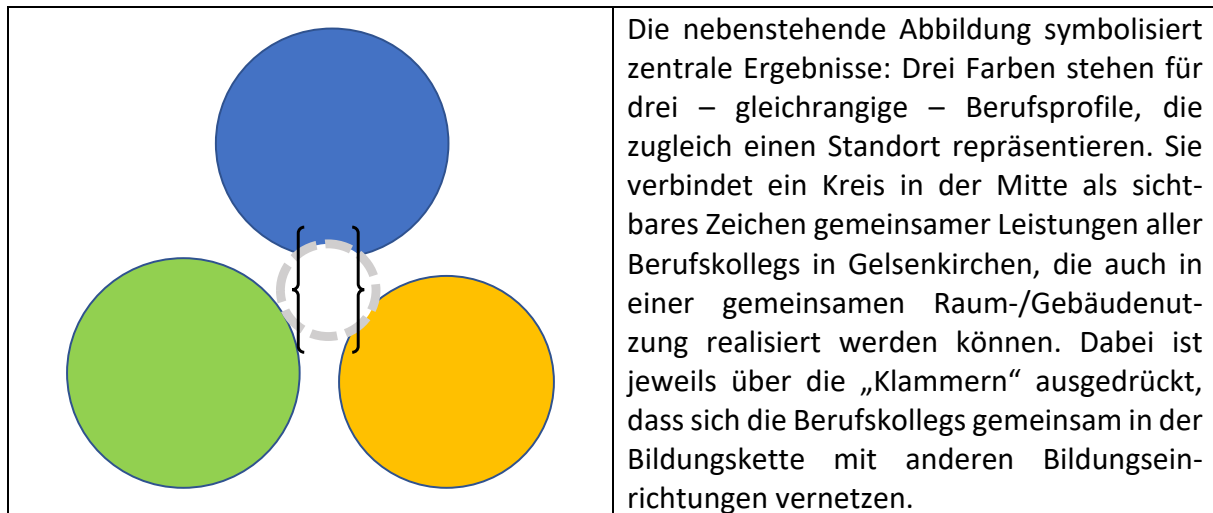 Die nebenstehende Abbildung symbolisiert
zentrale Ergebnisse: Drei Farben stehen für
drei – gleichrangige – Berufsprofile, die
zugleich einen Standort repräsentieren. Sie
verbindet ein Kreis in der Mitte als sicht-
bares Zeichen gemeinsamer Leistungen aller
Berufskollegs in Gelsenkirchen, die auch in
einer gemeinsamen Raum-/Gebäudenut-
zung realisiert werden können. Dabei ist
jeweils über die „Klammern“ ausgedrückt,
dass sich die Berufskollegs gemeinsam in der
Bildungskette mit anderen Bildungsein-
richtungen vernetzen.